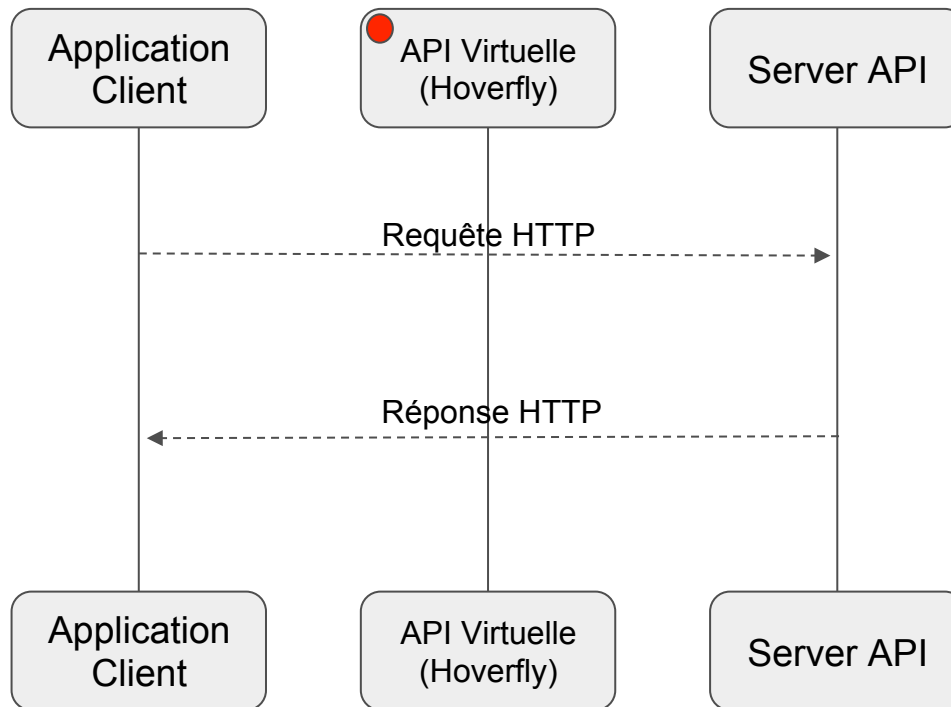 Application
Client
API Virtuelle
(Hoverfly)
Server API
Requête HTTP
Réponse HTTP
Application
Client
API Virtuelle
(Hoverfly)
Server API